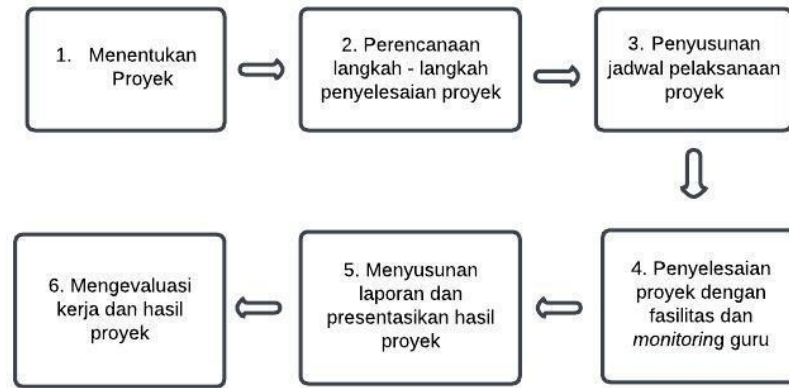 1. Menentukan
Proyek
2. Perencanaan
langkah - langkah
penyelesaian proyek
3. Penyusunan
jadwal pelaksanaan
proyek
4. Penyelesaian
proyek dengan
fasilitas dan
monitoring guru
5. Menyusunan
laporan dan
presentasikan hasil
proyek
6. Mengevaluasi
kerja dan hasil
proyek